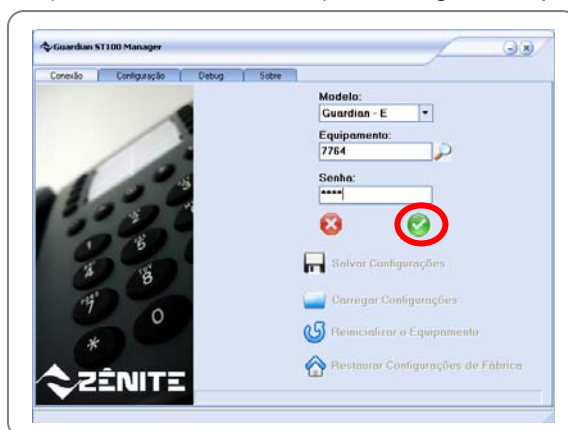 Guardian ST100 Manager
Conexão Configuração Debug Sobre
Modelo:
Guardian - E
Equipamento:
7764
Senha:
****
Salvar Configurações
Carregar Configurações
Reinicializar o Equipamento
Restaurar Configurações de Fábrica
ZÊNITE